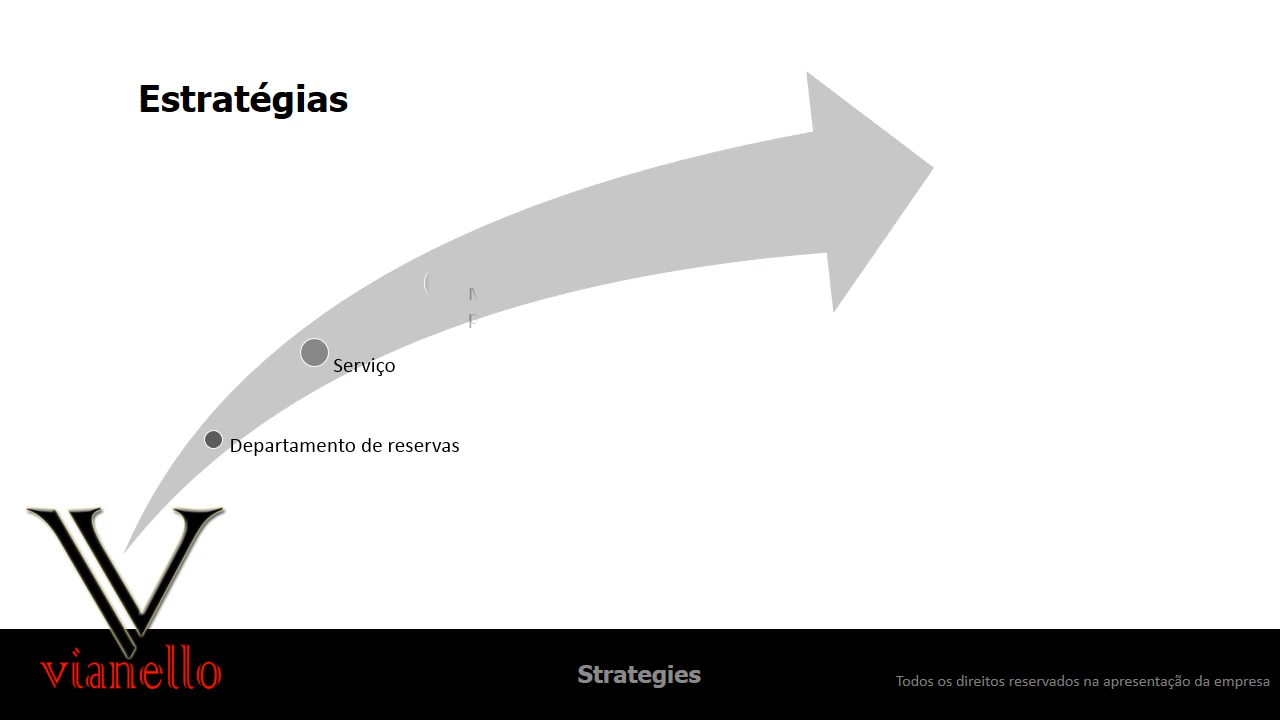 Estratégias
Serviço
Departamento de reservas
vianello
Strategies
Todos os direitos reservados na apresentação da empresa